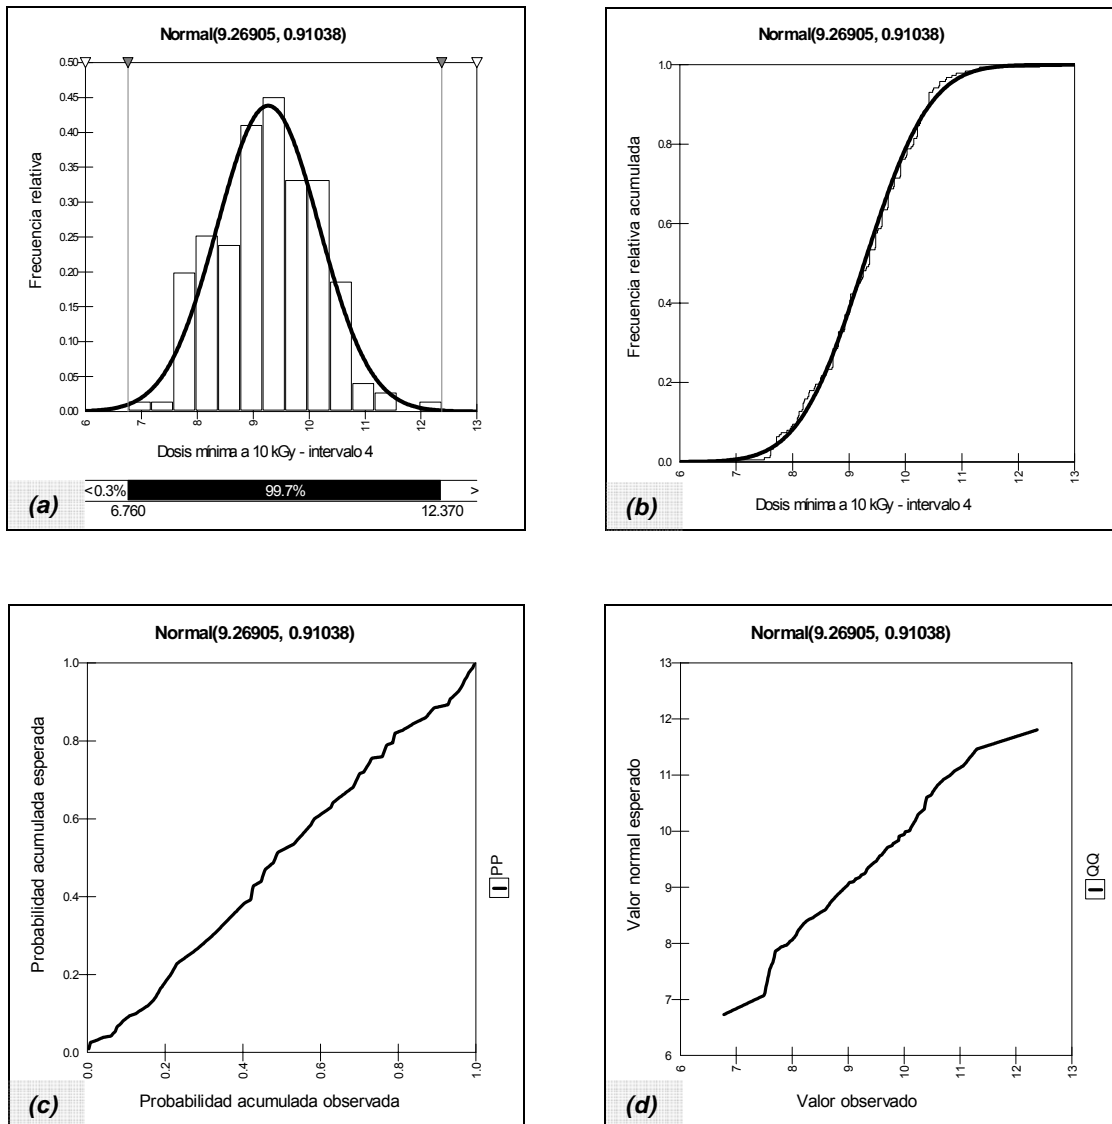 Normal(9.26905, 0.91038)
Frecuencia relativa
0.50
0.45
0.40
0.35
0.30
0.25
0.20
0.15
0.10
0.05
0.00
6 7 8 9 10 11 12 13
Dosis mínima a 10 kGy - intervalo 4
<0.3% 99.7% >
6.760 12.370
(a)
Normal(9.26905, 0.91038)
Frecuencia relativa acumulada
1.0
0.8
0.6
0.4
0.2
0.0
6 7 8 9 10 11 12 13
Dosis mínima a 10 kGy - intervalo 4
(b)
Normal(9.26905, 0.91038)
Probabilidad acumulada esperada
1.0
0.8
0.6
0.4
0.2
0.0
0.0 0.2 0.4 0.6 0.8 1.0
Probabilidad acumulada observada
PP
(c)
Normal(9.26905, 0.91038)
Valor normal esperado
13
12
11
10
9
8
7
6
6 7 8 9 10 11 12 13
Valor observado
QQ
(d)